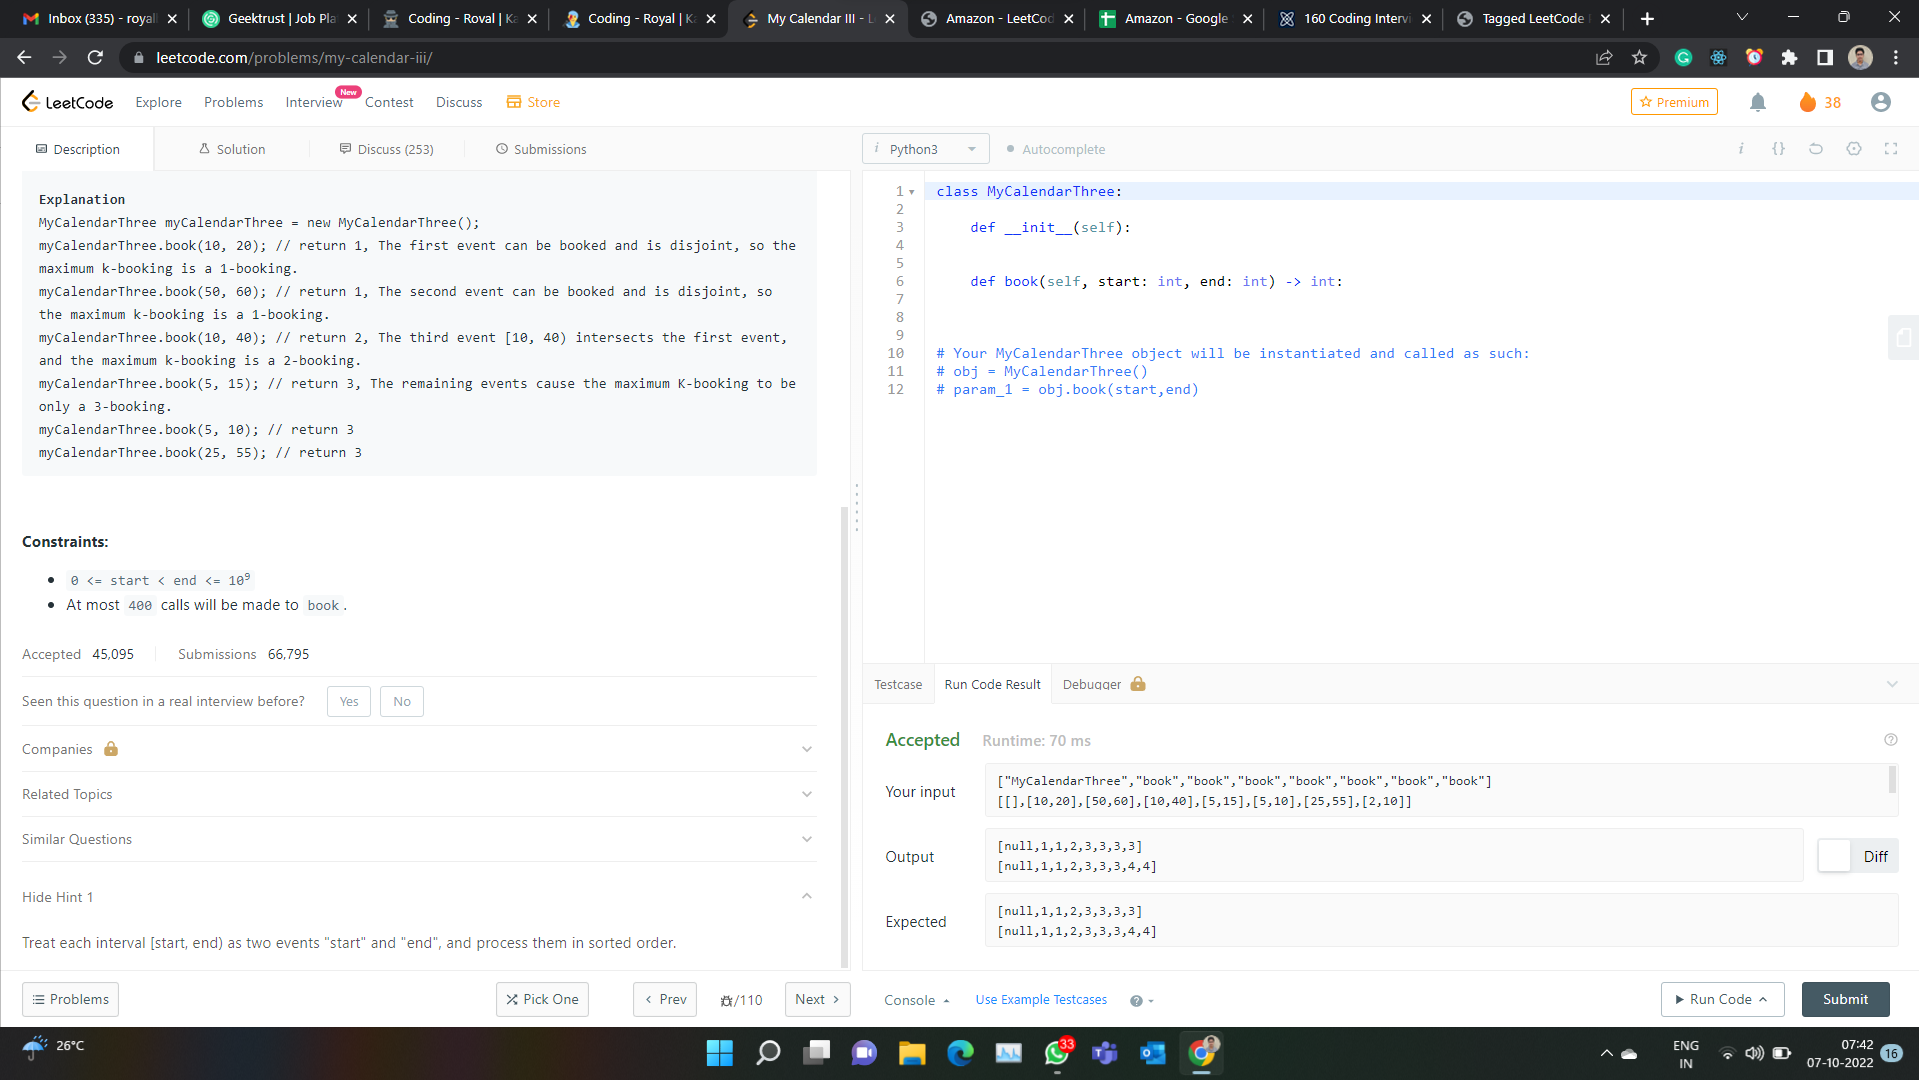 Inbox (335) - royal
Geektrust | Job Pla
Coding - Royal | Ka
Coding - Royal | Ka
My Calendar III - L
Amazon - LeetCod
Amazon - Google
160 Coding Intervi
Tagged LeetCode
leetcode.com/problems/my-calendar-iii/
LeetCode
Explore
Problems
Interview
New
Contest
Discuss
Store
Premium
38
Description
Solution
Discuss (253)
Submissions
Explanation
MyCalendarThree myCalendarThree = new MyCalendarThree();
myCalendarThree.book(10, 20); // return 1, The first event can be booked and is disjoint, so the
maximum k-booking is a 1-booking.
myCalendarThree.book(50, 60); // return 1, The second event can be booked and is disjoint, so
the maximum k-booking is a 1-booking.
myCalendarThree.book(10, 40); // return 2, The third event [10, 40) intersects the first event,
and the maximum k-booking is a 2-booking.
myCalendarThree.book(5, 15); // return 3, The remaining events cause the maximum K-booking to be
only a 3-booking.
myCalendarThree.book(5, 10); // return 3
myCalendarThree.book(25, 55); // return 3
Constraints:
• 0 <= start < end <= 10⁹
• At most 400 calls will be made to book.
Accepted 45,095
Submissions 66,795
Seen this question in a real interview before?
Yes
No
Companies
Related Topics
Similar Questions
Hide Hint 1
Treat each interval [start, end) as two events "start" and "end", and process them in sorted order.
Problems
Pick One
Prev
/110
Next
i Python3
Autocomplete
i
{}
1 class MyCalendarThree:
2
3 def __init__(self):
4
5
6 def book(self, start: int, end: int) -> int:
7
8
9
10 # Your MyCalendarThree object will be instantiated and called as such:
11 # obj = MyCalendarThree()
12 # param_1 = obj.book(start,end)
Testcase
Run Code Result
Debugger
Accepted
Runtime: 70 ms
Your input
["MyCalendarThree","book","book","book","book","book","book","book"]
[[],[10,20],[50,60],[10,40],[5,15],[5,10],[25,55],[2,10]]
Output
[null,1,1,2,3,3,3,3]
[null,1,1,2,3,3,3,4,4]
Diff
Expected
[null,1,1,2,3,3,3,3]
[null,1,1,2,3,3,3,4,4]
Console
Use Example Testcases
Run Code
Submit
26°C
33
ENG
IN
07:42
07-10-2022
16